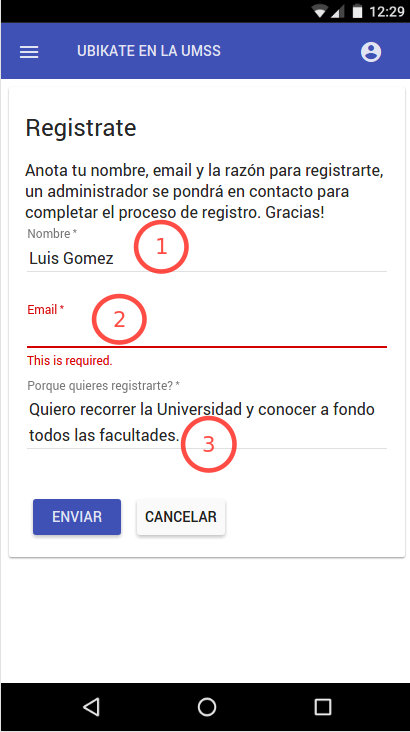 12:29
UBIKATE EN LA UMSS
Registrate
Anota tu nombre, email y la razón para registrarte,
un administrador se pondrá en contacto para
completar el proceso de registro. Gracias!
Nombre *
1
Luis Gomez
Email *
2
This is required.
Porque quieres registrarte? *
Quiero recorrer la Universidad y conocer a fondo
todos las facultades.
3
ENVIAR CANCELAR